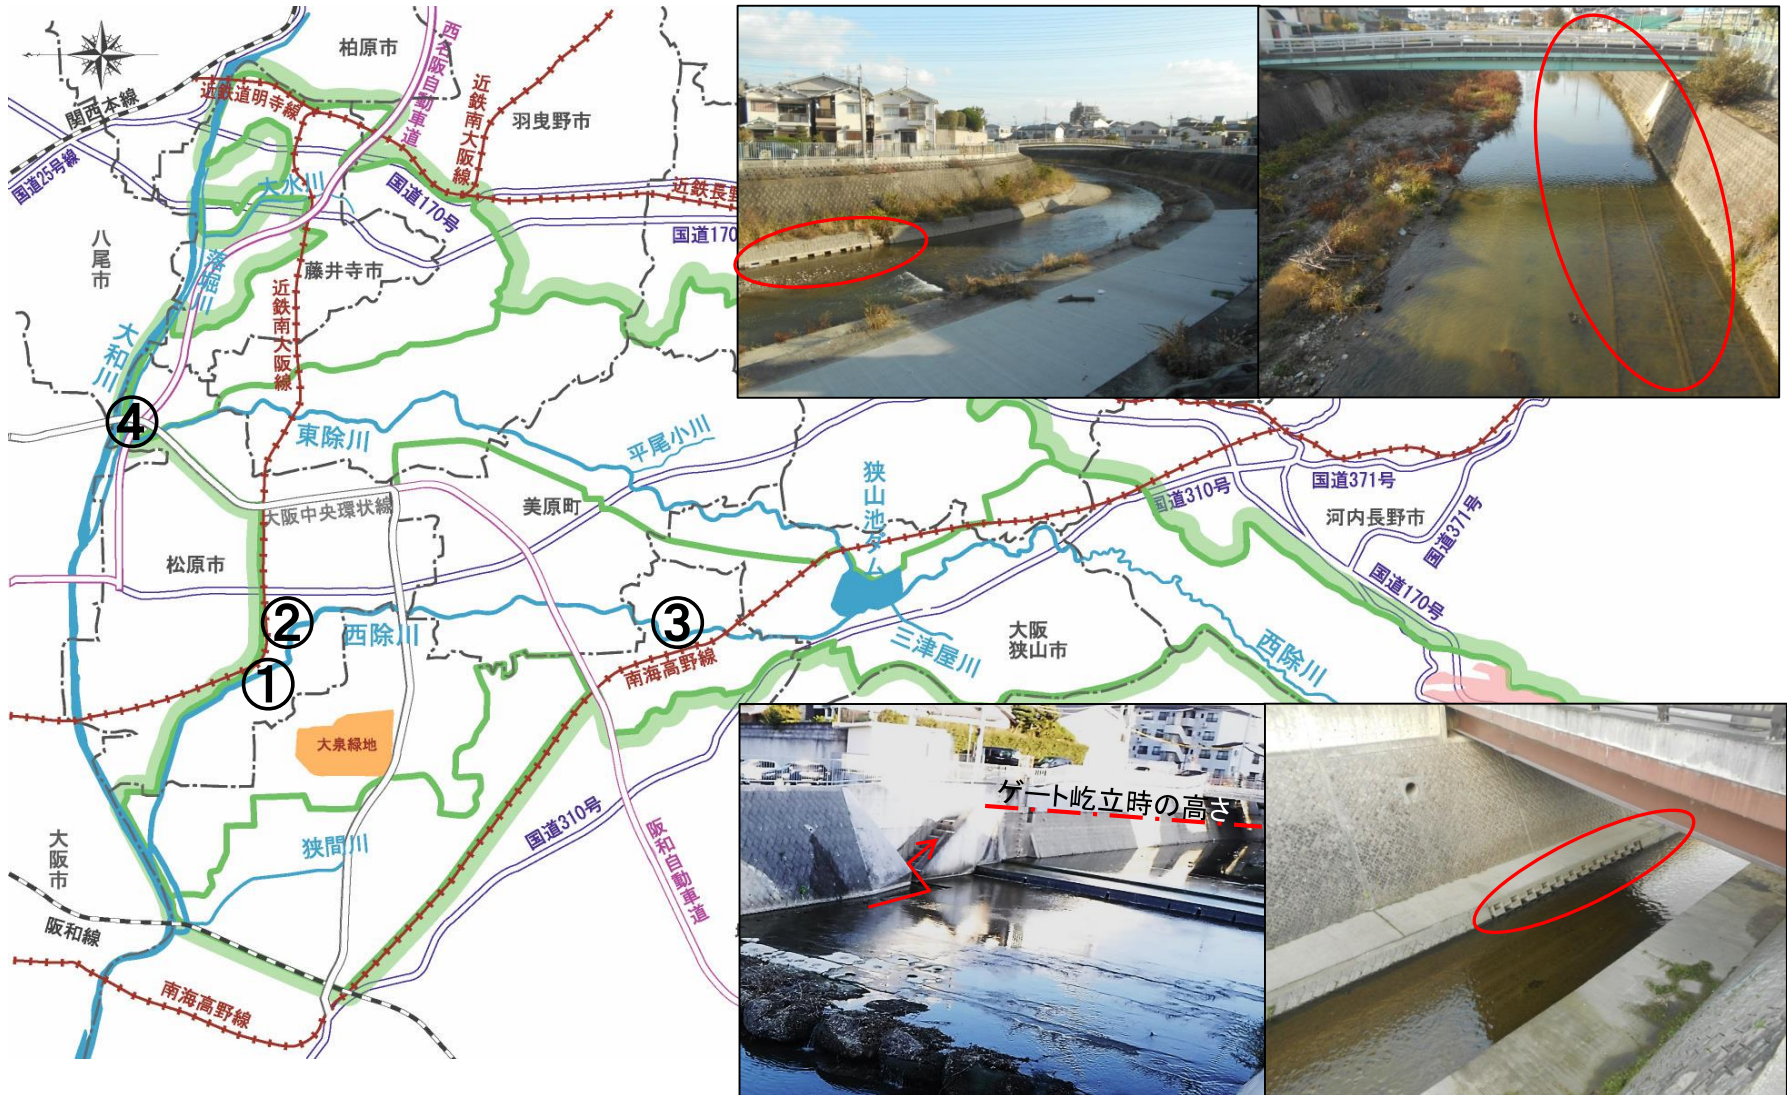 柏原市
西名阪自動車道
関西本線
近鉄道明寺線
近鉄南大阪線
羽曳野市
国道25号線
大水川
国道170号
近鉄長野
国道170
八尾市
落堀川
藤井寺市
近鉄南大阪線
大和川
④
東除川
平尾小川
狭山池ダム
国道310号
国道371号
河内長野市
国道371号
大阪中央環状線
美原町
松原市
国道170号
②
西除川
③
三津屋川
大阪
狭山市
西除川
①
南海高野線
大泉緑地
ゲート屹立時の高さ
大阪市
狭間川
国道310号
阪和自動車道
阪和線
南海高野線